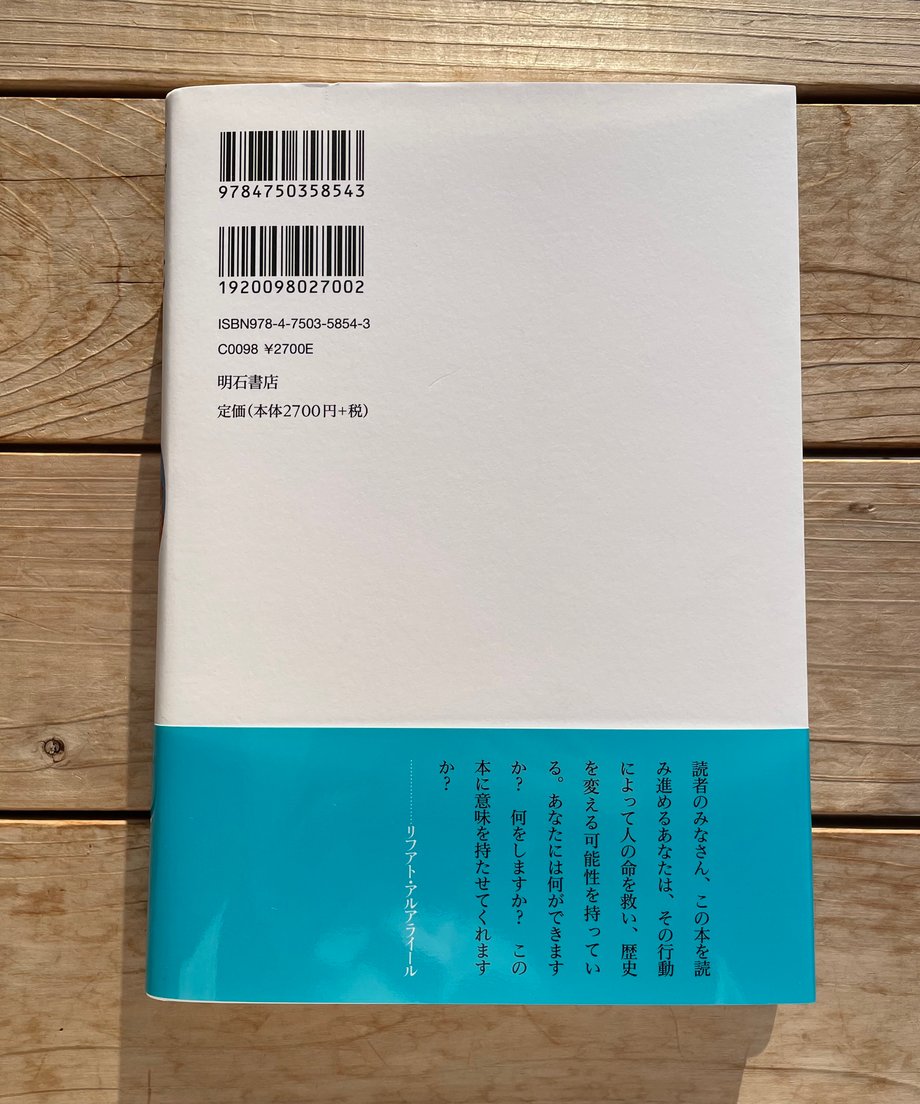 9784750358543
1920098027002
ISBN978-4-7503-5854-3
C0098 ¥2700E
明石書店
定価(本体2700円+税)
読者のみなさん、この本を読
み進めるあなたは、その行動
によって人の命を救い、歴史
を変える可能性を持ってい
る。あなたには何ができます
か? 何をしますか? この
本に意味を持たせてくれます
か?
…………リフアト・アルアライール